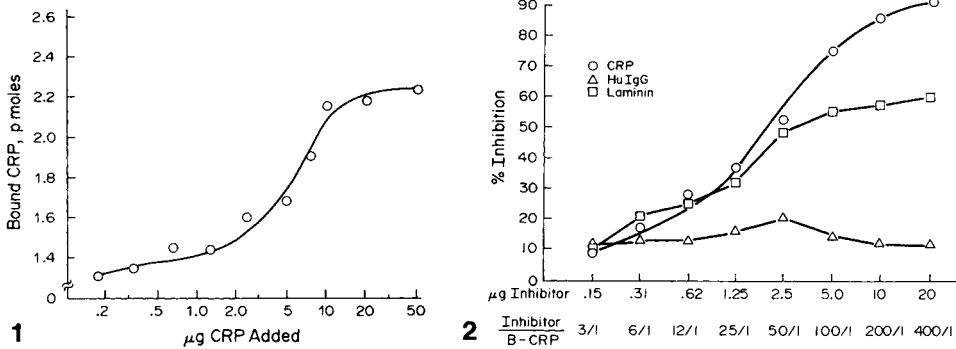 Bound CRP, p moles
2.6
2.4
2.2
2.0
1.8
1.6
1.4
0
.2 .5 1.0 2.0 5 10 20 50
μg CRP Added
1
% Inhibition
90
80
70
60
50
40
30
20
10
0
CRP
Hu IgG
Laminin
μg Inhibitor .15 .31 .62 1.25 2.5 5.0 10 20
Inhibitor
B-CRP
3/1 6/1 12/1 25/1 50/1 100/1 200/1 400/1
2